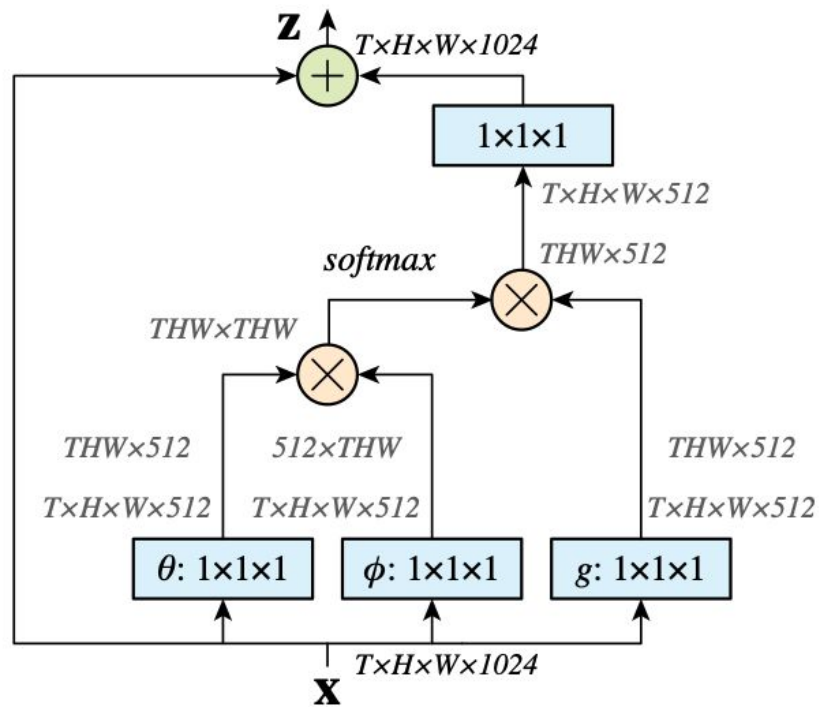 z
T×H×W×1024
1×1×1
T×H×W×512
THW×512
softmax
THW×THW
THW×512 512×THW THW×512
T×H×W×512 T×H×W×512 T×H×W×512
θ: 1×1×1 ϕ: 1×1×1 g: 1×1×1
T×H×W×1024
x